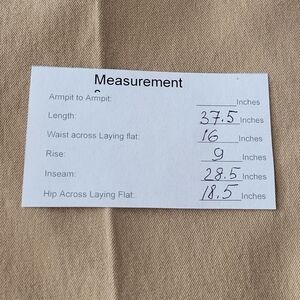 Measurement
Armpit to Armpit: ______ Inches
Length: 37.5 Inches
Waist across Laying flat: 16 Inches
Rise: 9 Inches
Inseam: 28.5 Inches
Hip Across Laying Flat: 18.5 Inches